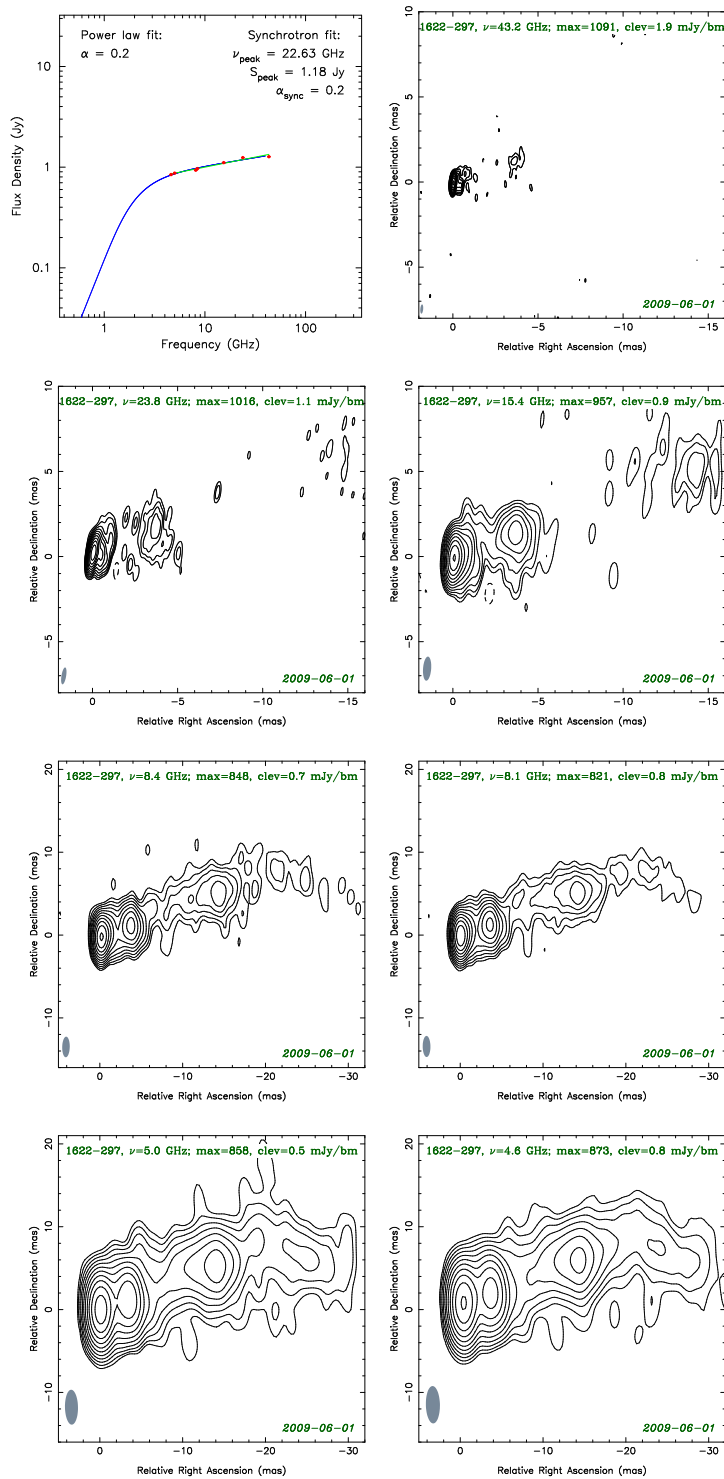 Power law fit:
α = 0.2
Synchrotron fit:
ν_peak = 22.63 GHz
S_peak = 1.18 Jy
α_sync = 0.2
10
1
0.1
Flux Density (Jy)
1 10 100
Frequency (GHz)
1622−297, ν=43.2 GHz; max=1091, clev=1.9 mJy/bm
10
5
0
−5
Relative Declination (mas)
2009−06−01
0 −5 −10 −15
Relative Right Ascension (mas)
1622−297, ν=23.8 GHz; max=1016, clev=1.1 mJy/bm
10
5
0
−5
Relative Declination (mas)
2009−06−01
0 −5 −10 −15
Relative Right Ascension (mas)
1622−297, ν=15.4 GHz; max=957, clev=0.9 mJy/bm
10
5
0
−5
Relative Declination (mas)
2009−06−01
0 −5 −10 −15
Relative Right Ascension (mas)
1622−297, ν=8.4 GHz; max=848, clev=0.7 mJy/bm
20
10
0
−10
Relative Declination (mas)
2009−06−01
0 −10 −20 −30
Relative Right Ascension (mas)
1622−297, ν=8.1 GHz; max=821, clev=0.8 mJy/bm
20
10
0
−10
Relative Declination (mas)
2009−06−01
0 −10 −20 −30
Relative Right Ascension (mas)
1622−297, ν=5.0 GHz; max=858, clev=0.5 mJy/bm
20
10
0
−10
Relative Declination (mas)
2009−06−01
0 −10 −20 −30
Relative Right Ascension (mas)
1622−297, ν=4.6 GHz; max=873, clev=0.8 mJy/bm
20
10
0
−10
Relative Declination (mas)
2009−06−01
0 −10 −20 −30
Relative Right Ascension (mas)